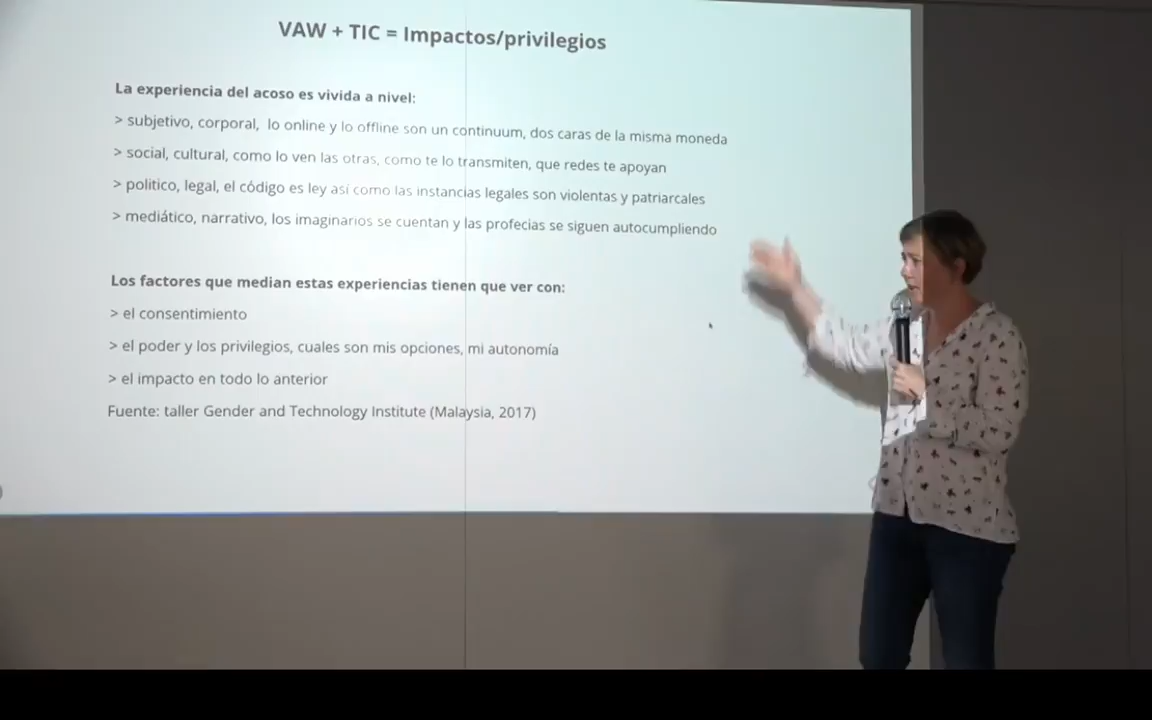 VAW + TIC = Impactos/privilegios
La experiencia del acoso es vivida a nivel:
> subjetivo, corporal, lo online y lo offline son un continuum, dos caras de la misma moneda
> social, cultural, como lo ven las otras, como te lo transmiten, que redes te apoyan
> politico, legal, el código es ley asi como las instancias legales son violentas y patriarcales
> mediático, narrativo, los imaginarios se cuentan y las profecias se siguen autocumpliendo
Los factores que median estas experiencias tienen que ver con:
> el consentimiento
> el poder y los privilegios, cuales son mis opciones, mi autonomía
> el impacto en todo lo anterior
Fuente: taller Gender and Technology Institute (Malaysia, 2017)